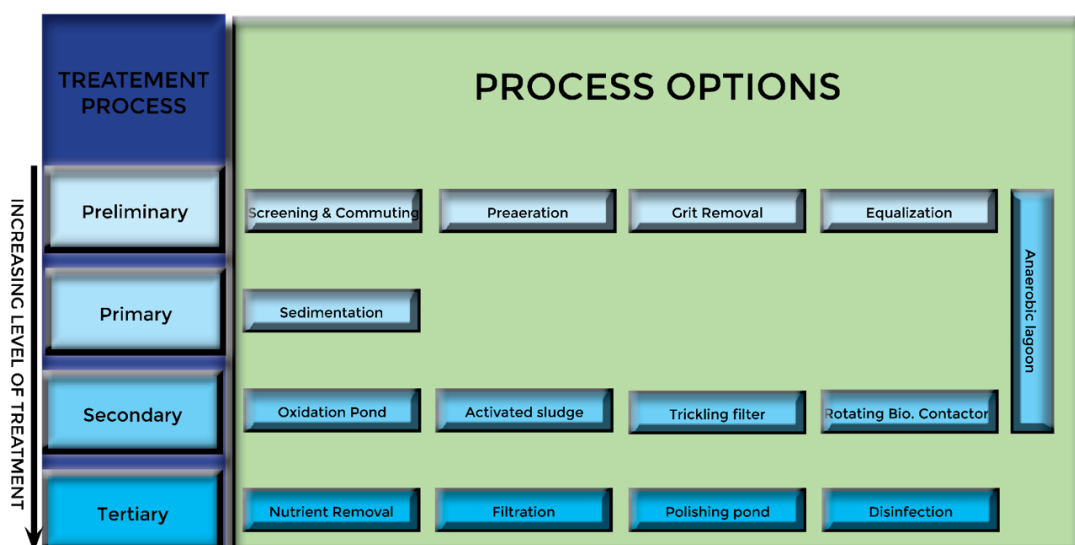 TREATEMENT
PROCESS
PROCESS OPTIONS
INCREASING LEVEL OF TREATMENT
Preliminary
Screening & Commuting
Preaeration
Grit Removal
Equalization
Anaerobic lagoon
Primary
Sedimentation
Secondary
Oxidation Pond
Activated sludge
Trickling filter
Rotating Bio. Contactor
Tertiary
Nutrient Removal
Filtration
Polishing pond
Disinfection